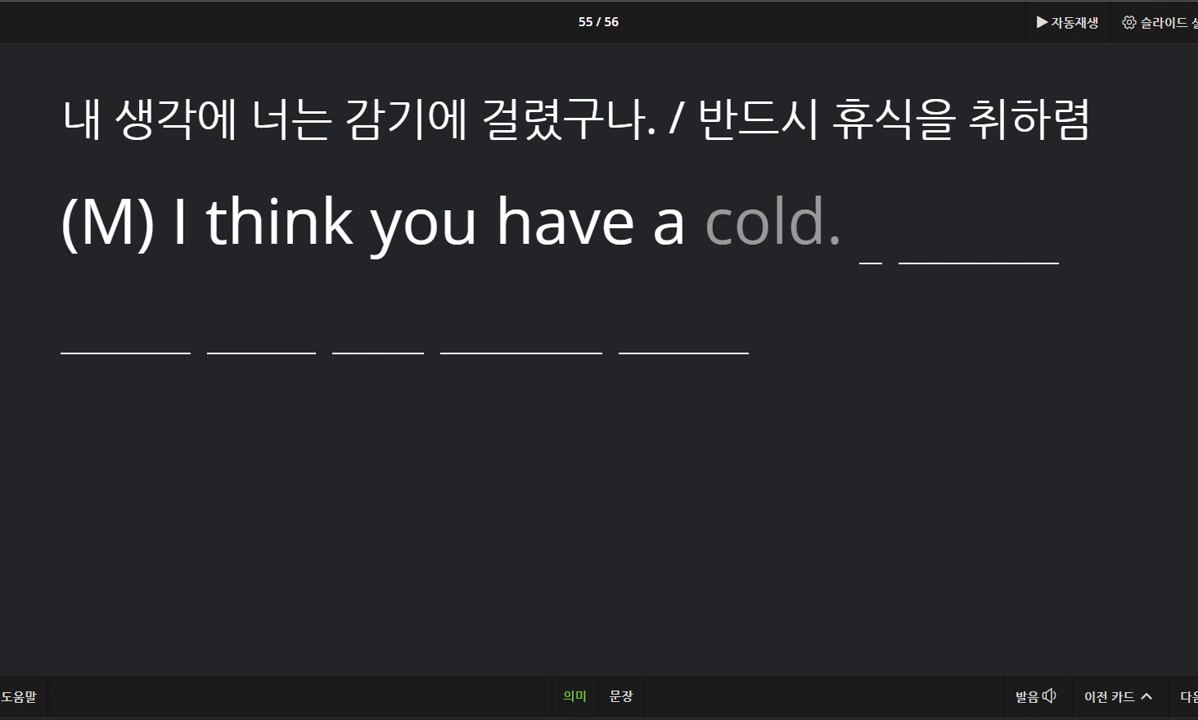 55 / 56
▶자동재생
슬라이드
내 생각에 너는 감기에 걸렸구나. / 반드시 휴식을 취하렴
(M) I think you have a cold.
도움말
의미
문장
발음
이전 카드